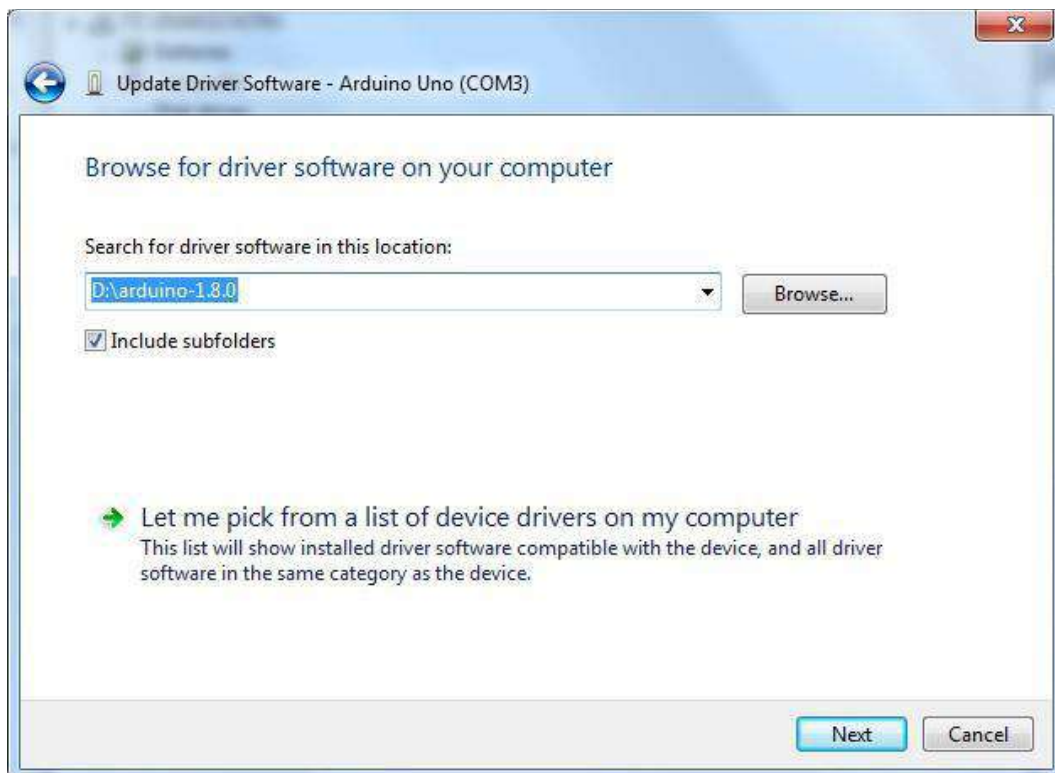 Update Driver Software - Arduino Uno (COM3)
Browse for driver software on your computer
Search for driver software in this location:
D:\arduino-1.8.0
Browse...
Include subfolders
Let me pick from a list of device drivers on my computer
This list will show installed driver software compatible with the device, and all driver
software in the same category as the device.
Next
Cancel